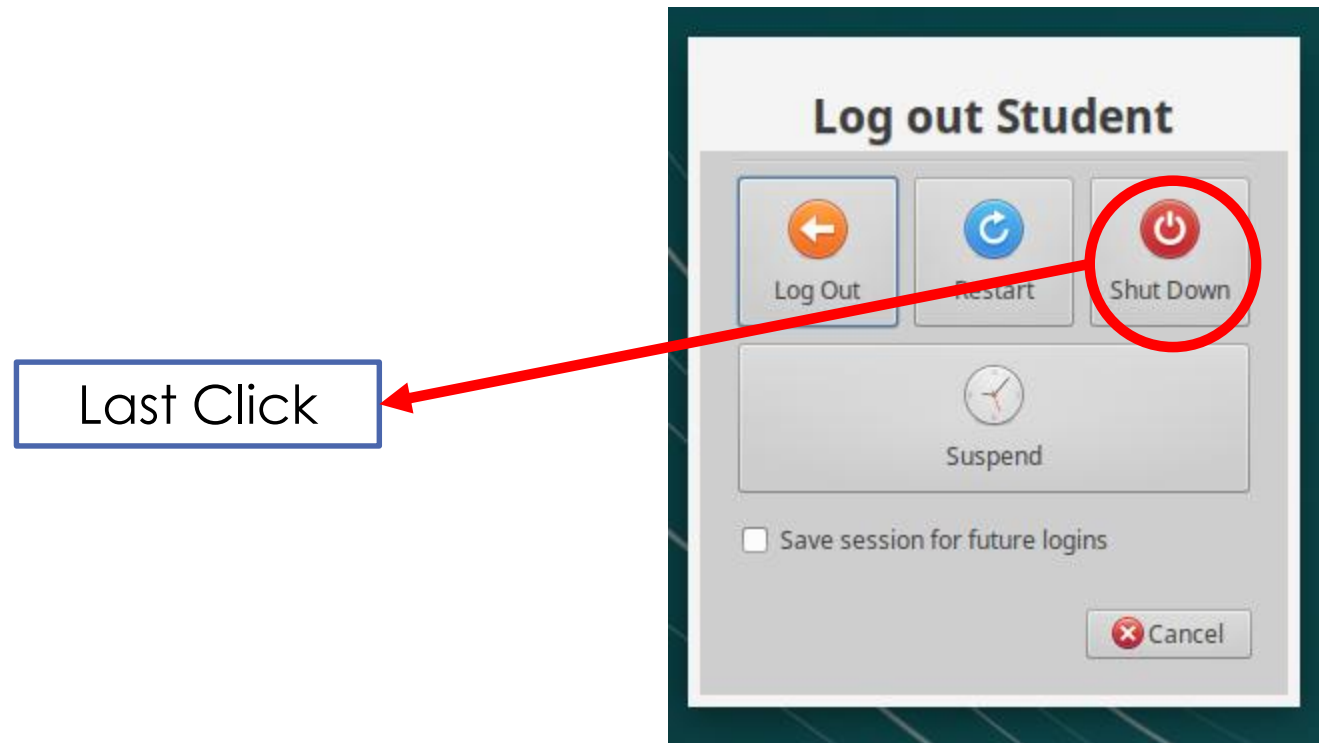 Log out Student
Log Out
Restart
Shut Down
Last Click
Suspend
Save session for future logins
Cancel